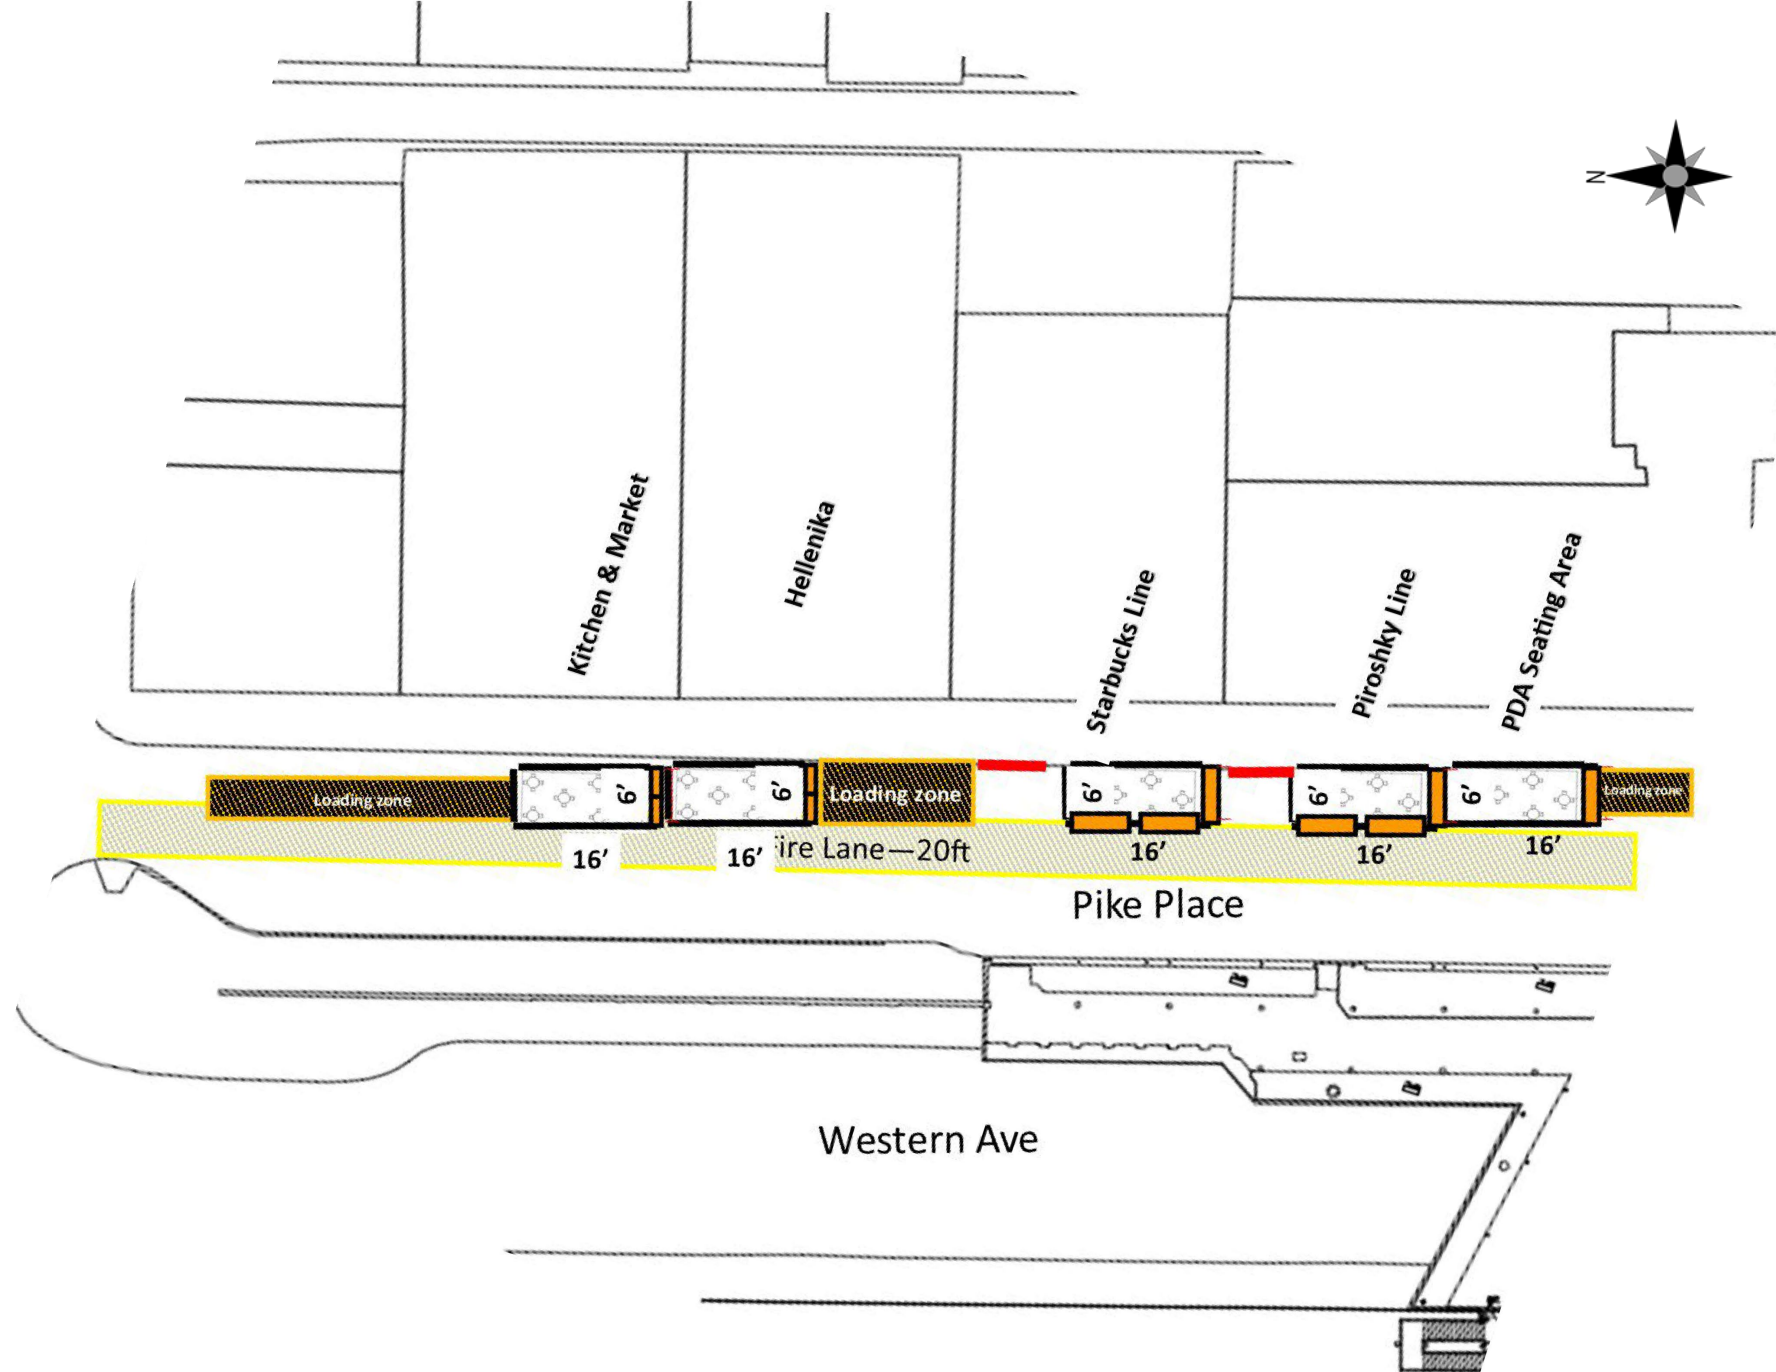 N
Kitchen & Market
Hellenika
Starbucks Line
Piroshky Line
PDA Seating Area
Loading zone
6'
6'
Loading zone
6'
6'
6'
Loading zone
16'
16'
ire Lane—20ft
16'
16'
16'
Pike Place
Western Ave